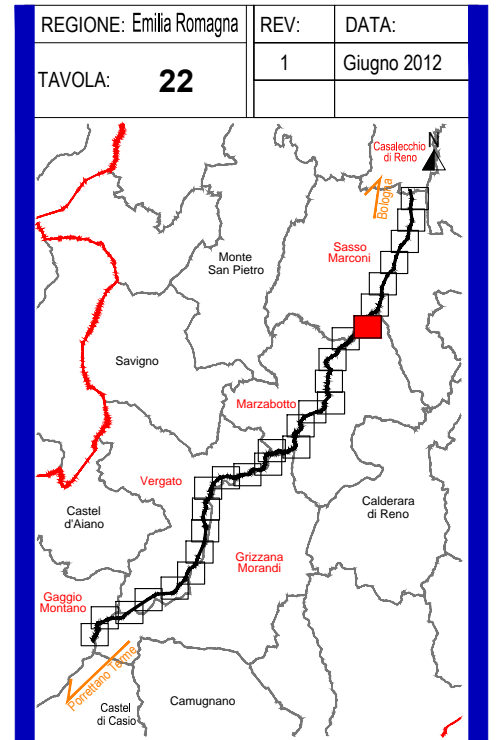 REGIONE: Emilia Romagna
REV:
DATA:
TAVOLA: 22
1
Giugno 2012
Casalecchio
di Reno
N
Bologna
Sasso
Marconi
Monte
San Pietro
Savigno
Marzabotto
Vergato
Castel
d'Aiano
Calderara
di Reno
Grizzana
Morandi
Gaggio
Montano
Porrettano Terme
Castel
di Casio
Camugnano